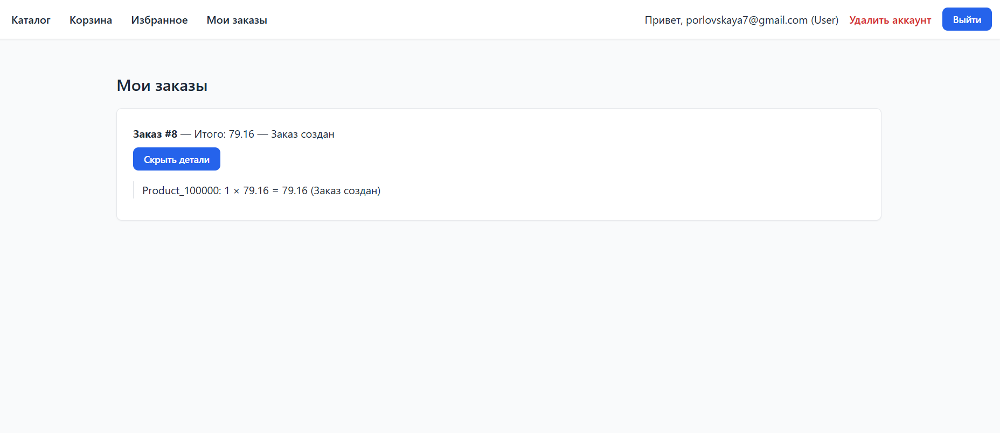 Каталог Корзина Избранное Мои заказы Привет, porlovskaya7@gmail.com (User) Удалить аккаунт Выйти
Мои заказы
Заказ #8 — Итого: 79.16 — Заказ создан
Скрыть детали
Product_100000: 1 × 79.16 = 79.16 (Заказ создан)